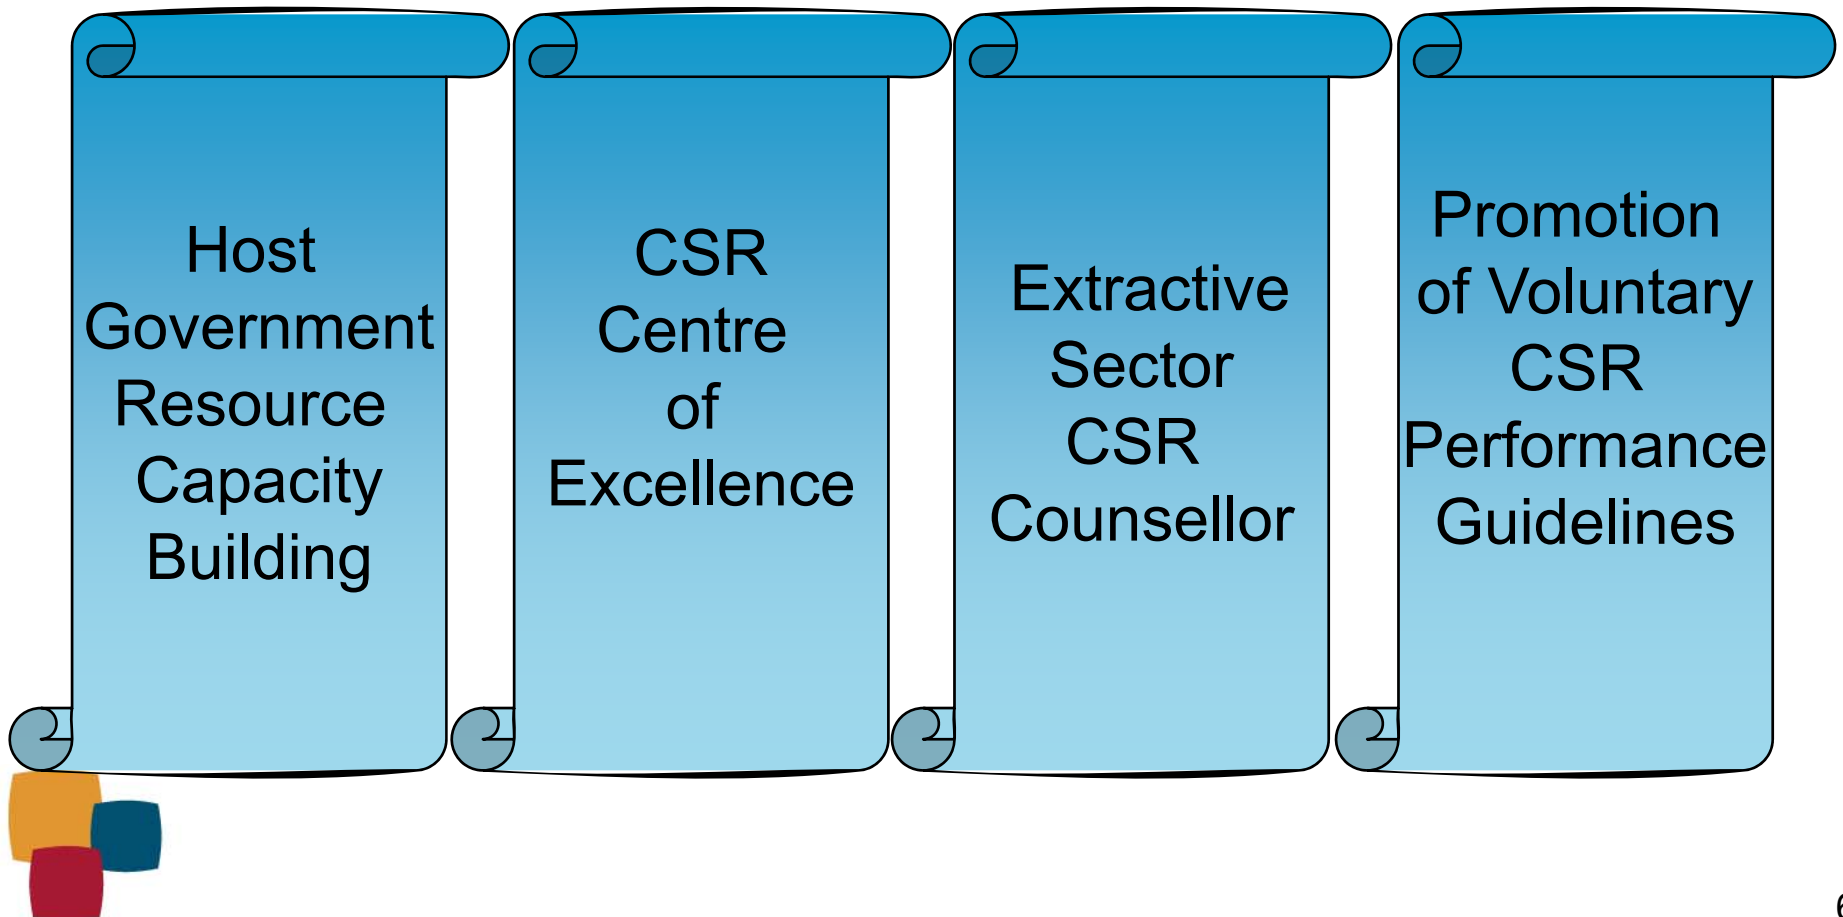 Host
Government
Resource
Capacity
Building
CSR
Centre
of
Excellence
Extractive
Sector
CSR
Counsellor
Promotion
of Voluntary
CSR
Performance
Guidelines
6